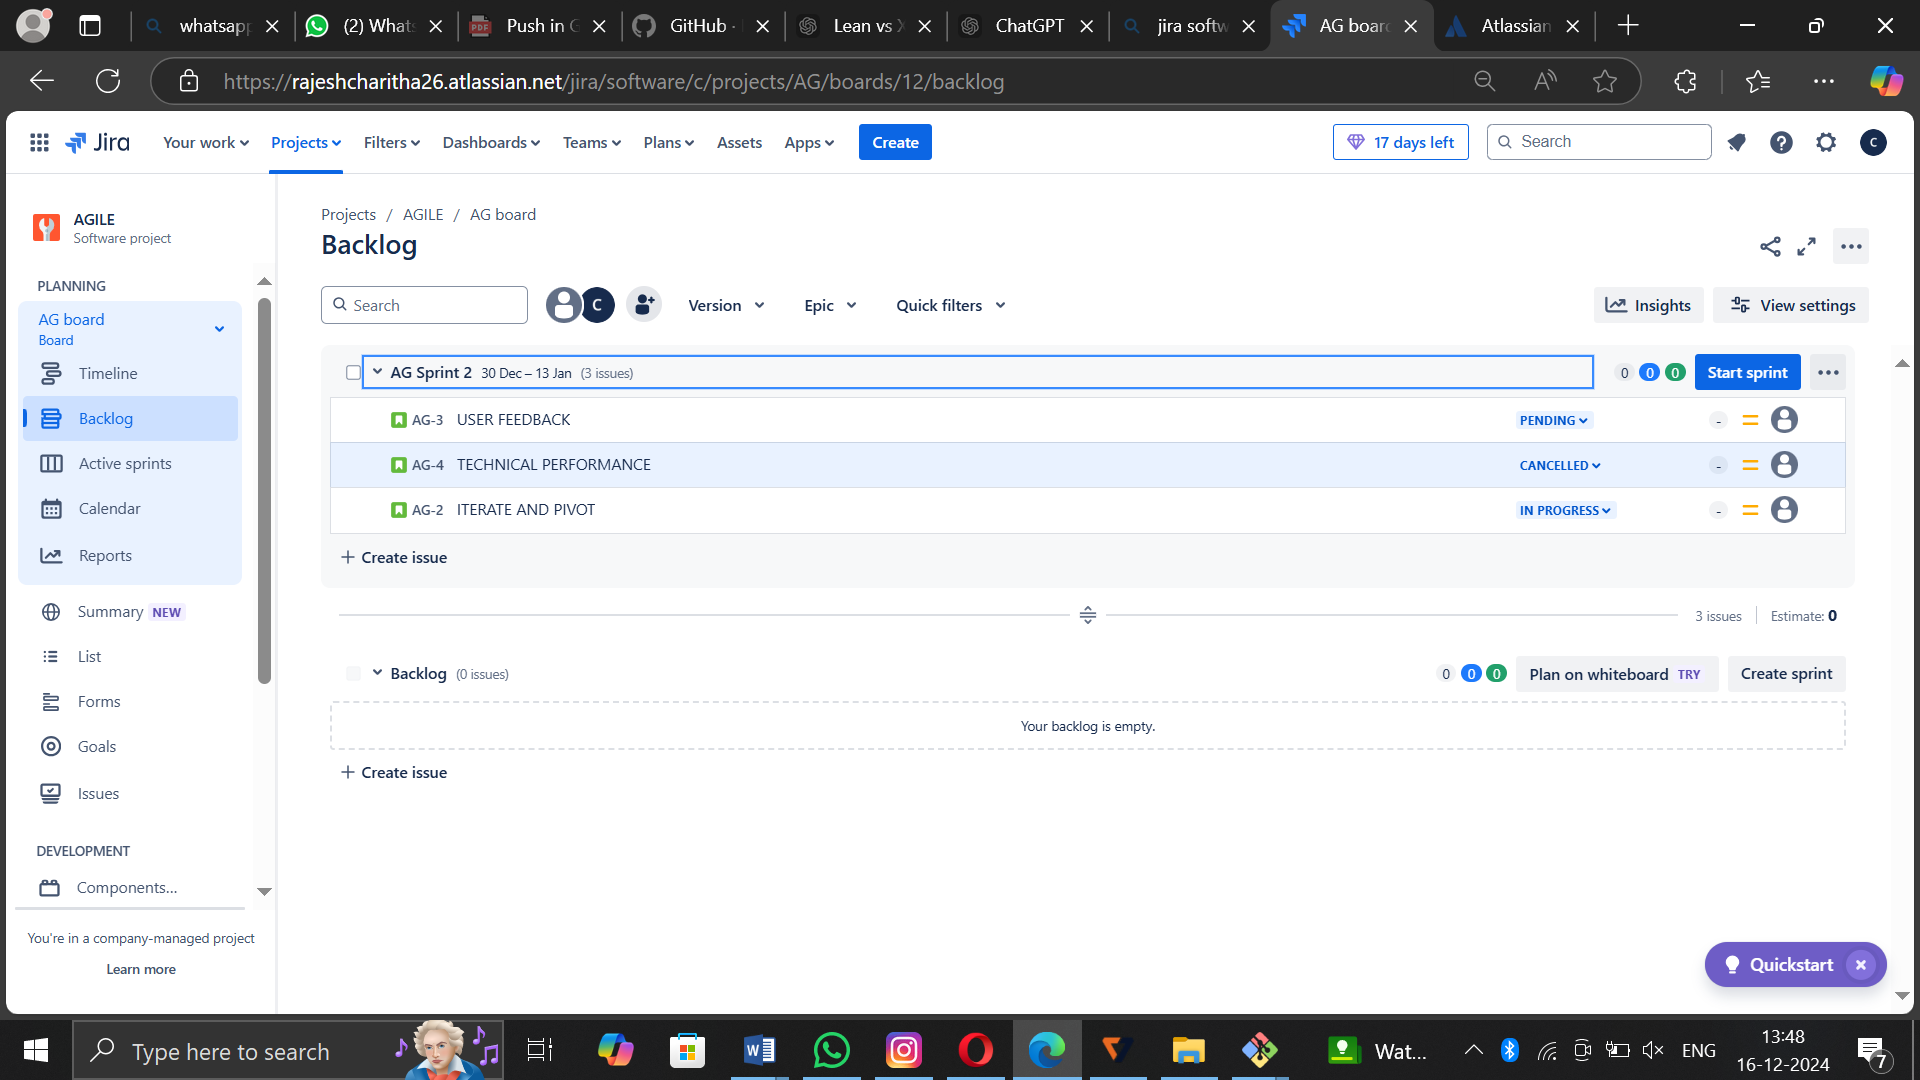 whatsapp
(2) Whats
Push in G
GitHub ·
Lean vs X
ChatGPT
jira softw
AG board
Atlassian
https://rajeshcharitha26.atlassian.net/jira/software/c/projects/AG/boards/12/backlog
Jira
Your work
Projects
Filters
Dashboards
Teams
Plans
Assets
Apps
Create
17 days left
Search
C
AGILE
Software project
PLANNING
AG board
Board
Timeline
Backlog
Active sprints
Calendar
Reports
Summary NEW
List
Forms
Goals
Issues
DEVELOPMENT
Components...
You're in a company-managed project
Learn more
Projects / AGILE / AG board
Backlog
Search
C
Version
Epic
Quick filters
Insights
View settings
AG Sprint 2 30 Dec – 13 Jan (3 issues)
0 0 0
Start sprint
AG-3 USER FEEDBACK PENDING -
AG-4 TECHNICAL PERFORMANCE CANCELLED -
AG-2 ITERATE AND PIVOT IN PROGRESS -
+ Create issue
3 issues
Estimate: 0
Backlog (0 issues)
0 0 0
Plan on whiteboard TRY
Create sprint
Your backlog is empty.
+ Create issue
Quickstart
Type here to search
Wat...
ENG
13:48
16-12-2024
7